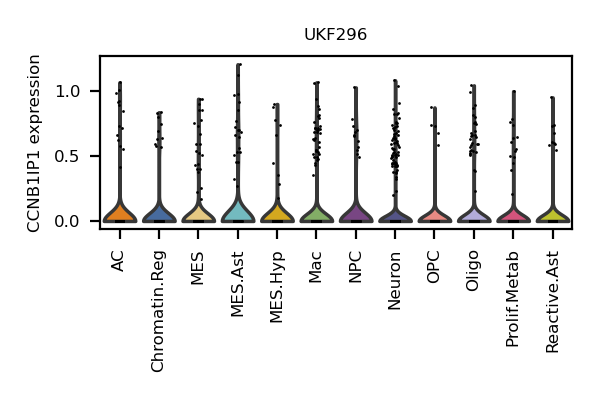 UKF296
CCNB1IP1 expression
1.0
0.5
0.0
AC
Chromatin.Reg
MES
MES.Ast
MES.Hyp
Mac
NPC
Neuron
OPC
Oligo
Prolif.Metab
Reactive.Ast